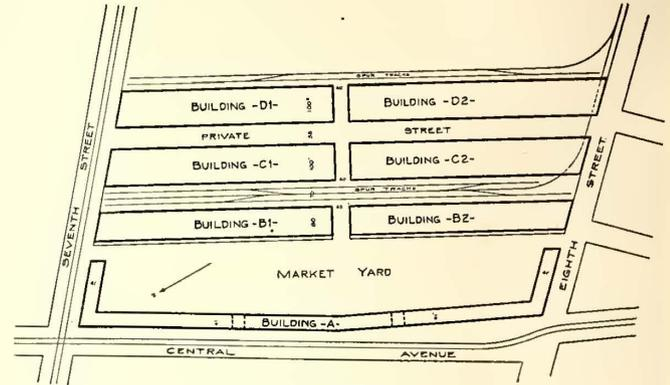 SPUR TRACKS
BUILDING -D1-
BUILDING -D2-
PRIVATE STREET
BUILDING -C1-
BUILDING -C2-
SPUR TRACKS
BUILDING -B1-
BUILDING -B2-
SEVENTH STREET
EIGHTH STREET
MARKET YARD
BUILDING -A-
CENTRAL AVENUE